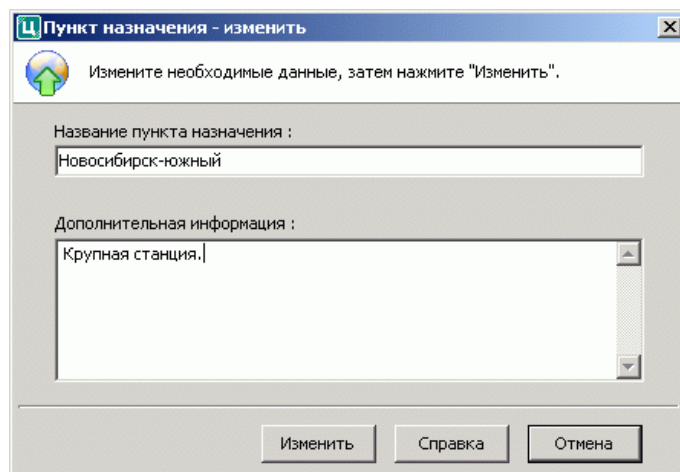 Ц Пункт назначения - изменить
Измените необходимые данные, затем нажмите "Изменить".
Название пункта назначения :
Новосибирск-южный
Дополнительная информация :
Крупная станция.
Изменить Справка Отмена